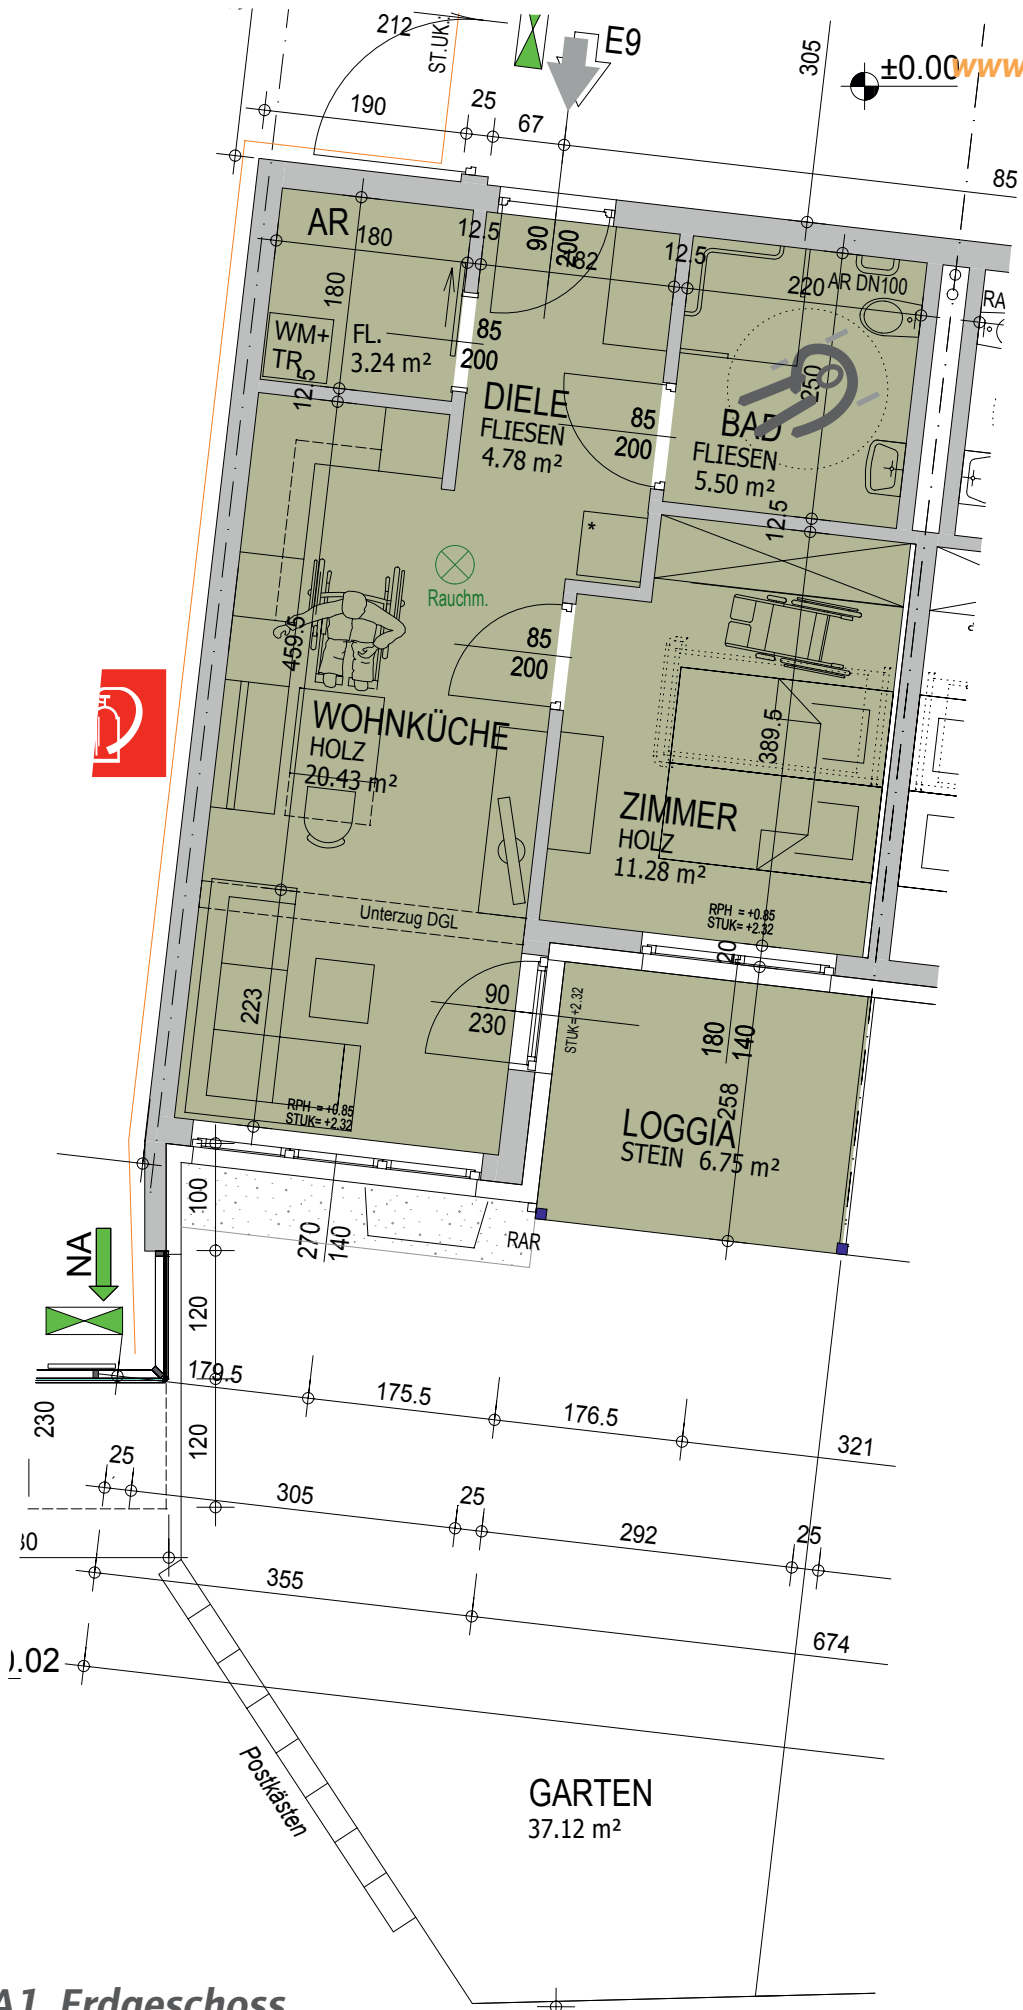 212
ST.UK.:
E9
305
±0.00
www
190
25
67
85
AR
180
12.5
90
200
182
12.5
220
AR DN100
RA
180
WM+
TR
FL.
3.24 m²
85
200
12.5
DIELE
FLIESEN
4.78 m²
85
200
250
BAD
FLIESEN
5.50 m²
12.5
*
Rauchm.
459.5
85
200
WOHNKÜCHE
HOLZ
20.43 m²
389.5
ZIMMER
HOLZ
11.28 m²
RPH = +0.85
STUK= +2.32
Unterzug DGL
20
223
90
230
STUK= +2.32
180
140
258
RPH = +0.85
STUK= +2.32
LOGGIA
STEIN 6.75 m²
100
270
140
RAR
NA
120
179.5
175.5
176.5
321
230
120
25
305
25
292
25
30
355
674
0.02
Postkästen
GARTEN
37.12 m²
A1 Erdgeschoss